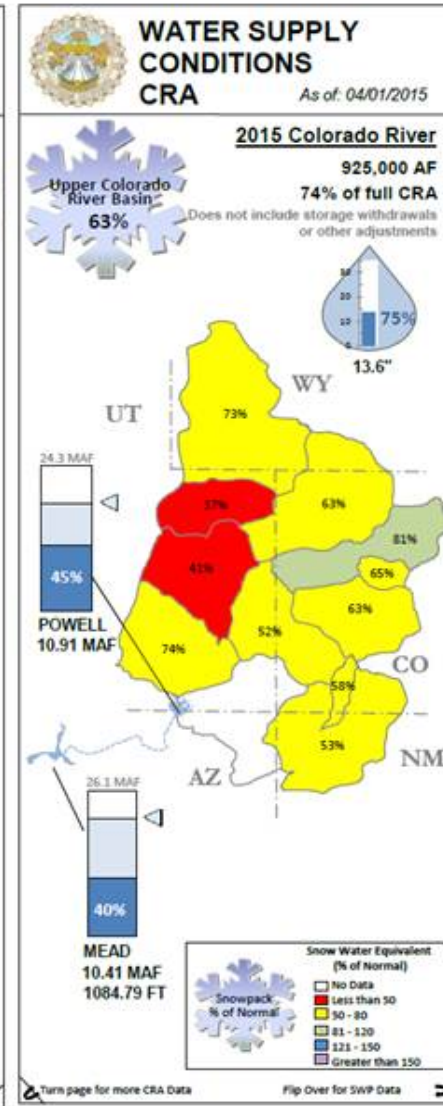 WATER SUPPLY
CONDITIONS
CRA
As of: 04/01/2015
2015 Colorado River
925,000 AF
74% of full CRA
Does not include storage withdrawals
or other adjustments
Upper Colorado
River Basin
63%
20
10
75%
13.6"
UT
WY
73%
24.3 MAF
37%
63%
81%
41%
65%
45%
63%
POWELL
10.91 MAF
74%
52%
CO
58%
53%
AZ
NM
26.1 MAF
40%
MEAD
10.41 MAF
1084.79 FT
Snow Water Equivalent
(% of Normal)
Snowpack
% of Normal
No Data
Less than 50
50 - 80
81 - 120
121 - 150
Greater than 150
Turn page for more CRA Data
Flip Over for SWP Data